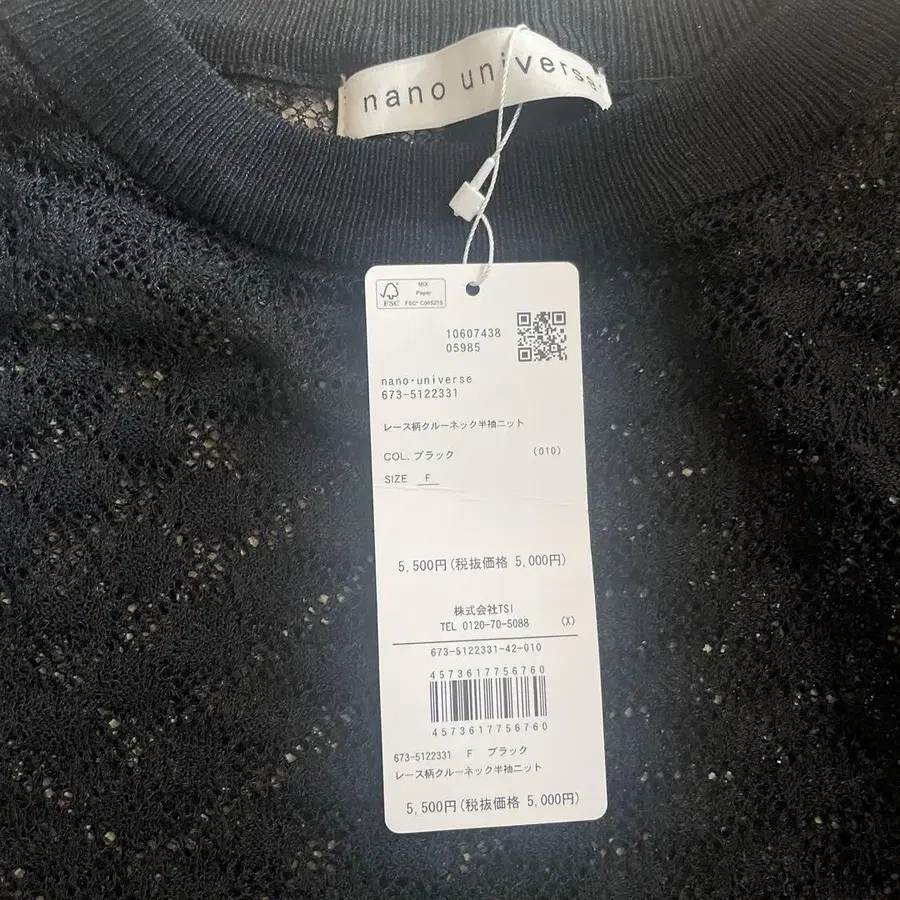 nano universe.
MIX
Paper
FSC
FSC® C005275
10607438
05985
nano・universe
673-5122331
レース柄クルーネック半袖ニット
COL. ブラック (010)
SIZE F
5,500円(税抜価格 5,000円)
株式会社TSI
TEL 0120-70-5088 (X)
673-5122331-42-010
4573617756760
4573617756760
673-5122331 F ブラック
レース柄クルーネック半袖ニット
5,500円(税抜価格 5,000円)